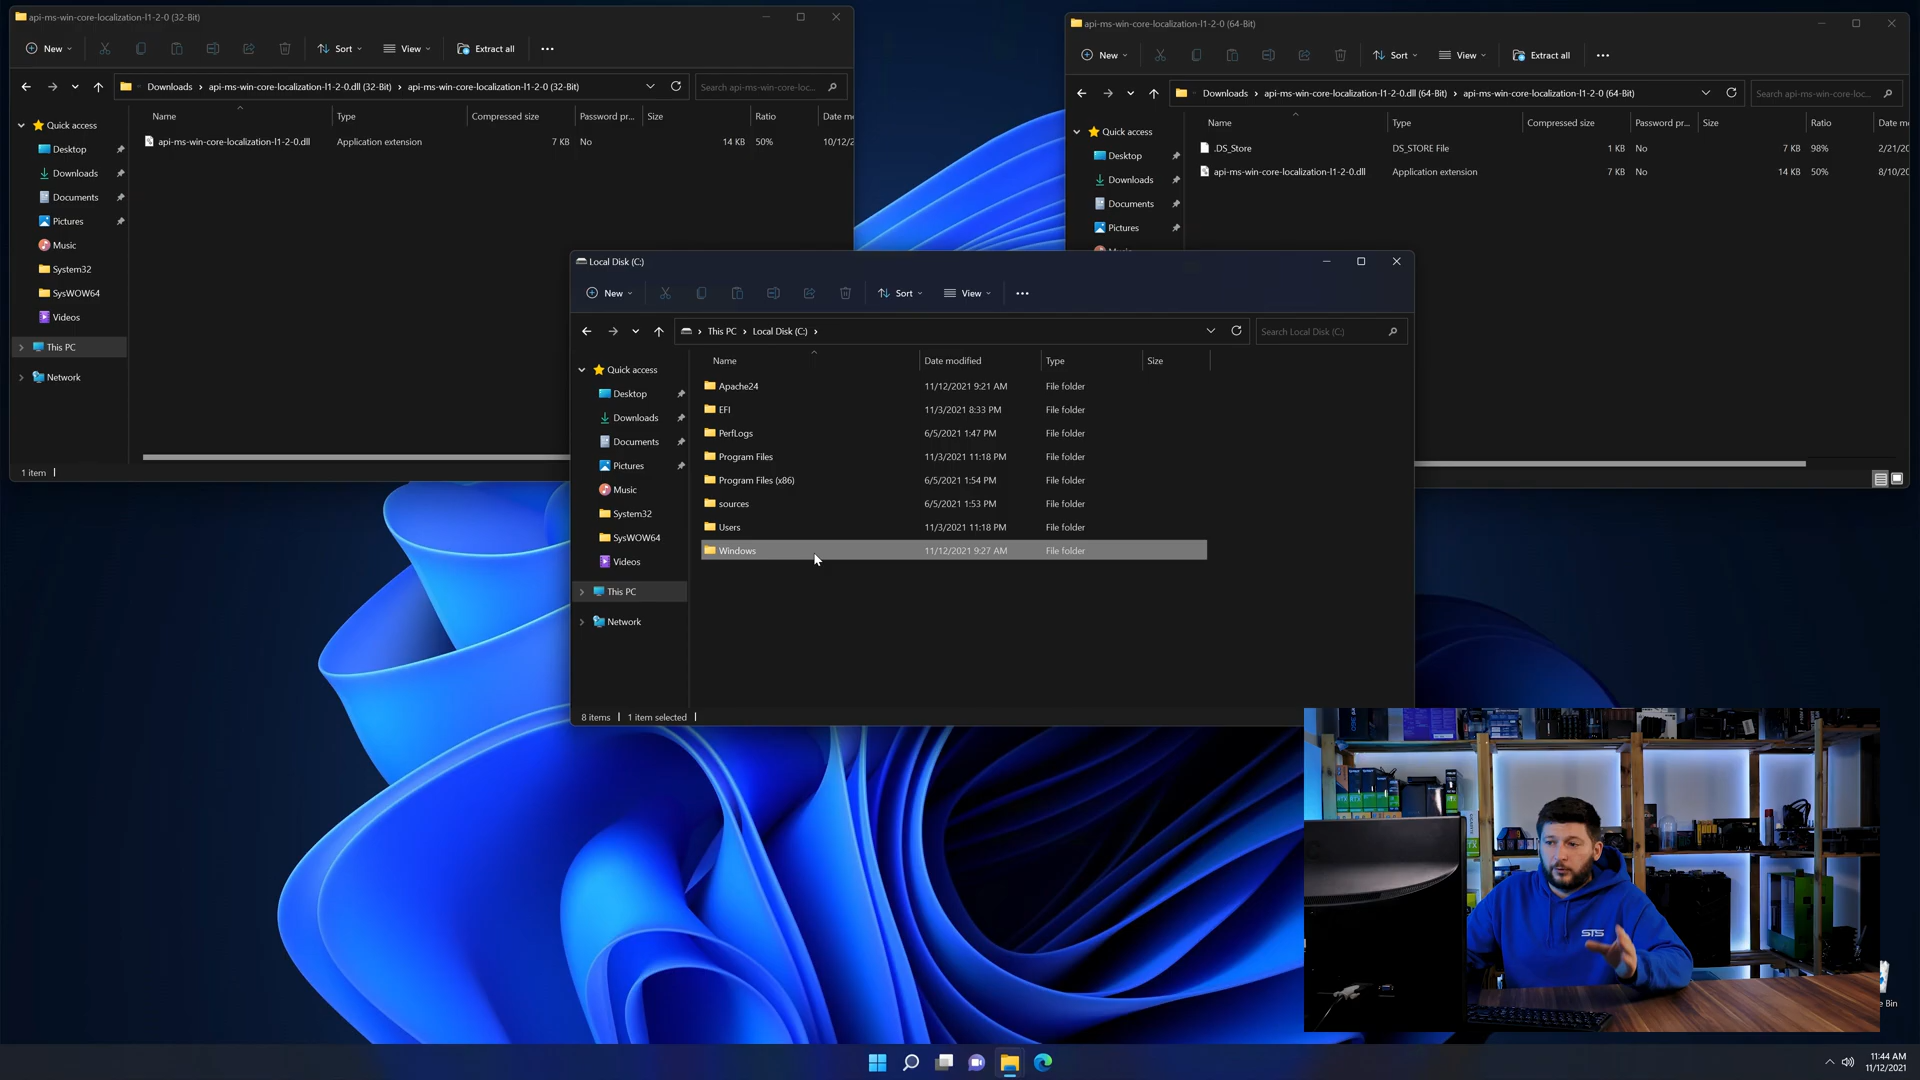 api-ms-win-core-localization-l1-2-0 (32-Bit)
New
Sort
View
Extract all
Downloads > api-ms-win-core-localization-l1-2-0.dll (32-Bit) > api-ms-win-core-localization-l1-2-0 (32-Bit)
Search api-ms-win-core-loc...
Name Type Compressed size Password pr... Size Ratio Date m
api-ms-win-core-localization-l1-2-0.dll Application extension 7 KB No 14 KB 50% 10/12/2
Quick access
Desktop
Downloads
Documents
Pictures
Music
System32
SysWOW64
Videos
This PC
Network
1 item
api-ms-win-core-localization-l1-2-0 (64-Bit)
New
Sort
View
Extract all
Downloads > api-ms-win-core-localization-l1-2-0.dll (64-Bit) > api-ms-win-core-localization-l1-2-0 (64-Bit)
Search api-ms-win-core-loc...
Name Type Compressed size Password pr... Size Ratio Date m
.DS_Store DS_STORE File 1 KB No 7 KB 98% 2/21/20
api-ms-win-core-localization-l1-2-0.dll Application extension 7 KB No 14 KB 50% 8/10/20
Quick access
Desktop
Downloads
Documents
Pictures
Local Disk (C:)
New
Sort
View
This PC > Local Disk (C:) >
Search Local Disk (C:)
Name Date modified Type Size
Apache24 11/12/2021 9:21 AM File folder
EFI 11/3/2021 8:33 PM File folder
PerfLogs 6/5/2021 1:47 PM File folder
Program Files 11/3/2021 11:18 PM File folder
Program Files (x86) 6/5/2021 1:54 PM File folder
sources 6/5/2021 1:53 PM File folder
Users 11/3/2021 11:18 PM File folder
Windows 11/12/2021 9:27 AM File folder
Quick access
Desktop
Downloads
Documents
Pictures
Music
System32
SysWOW64
Videos
This PC
Network
8 items 1 item selected
STS
e Bin
11:44 AM
11/12/2021